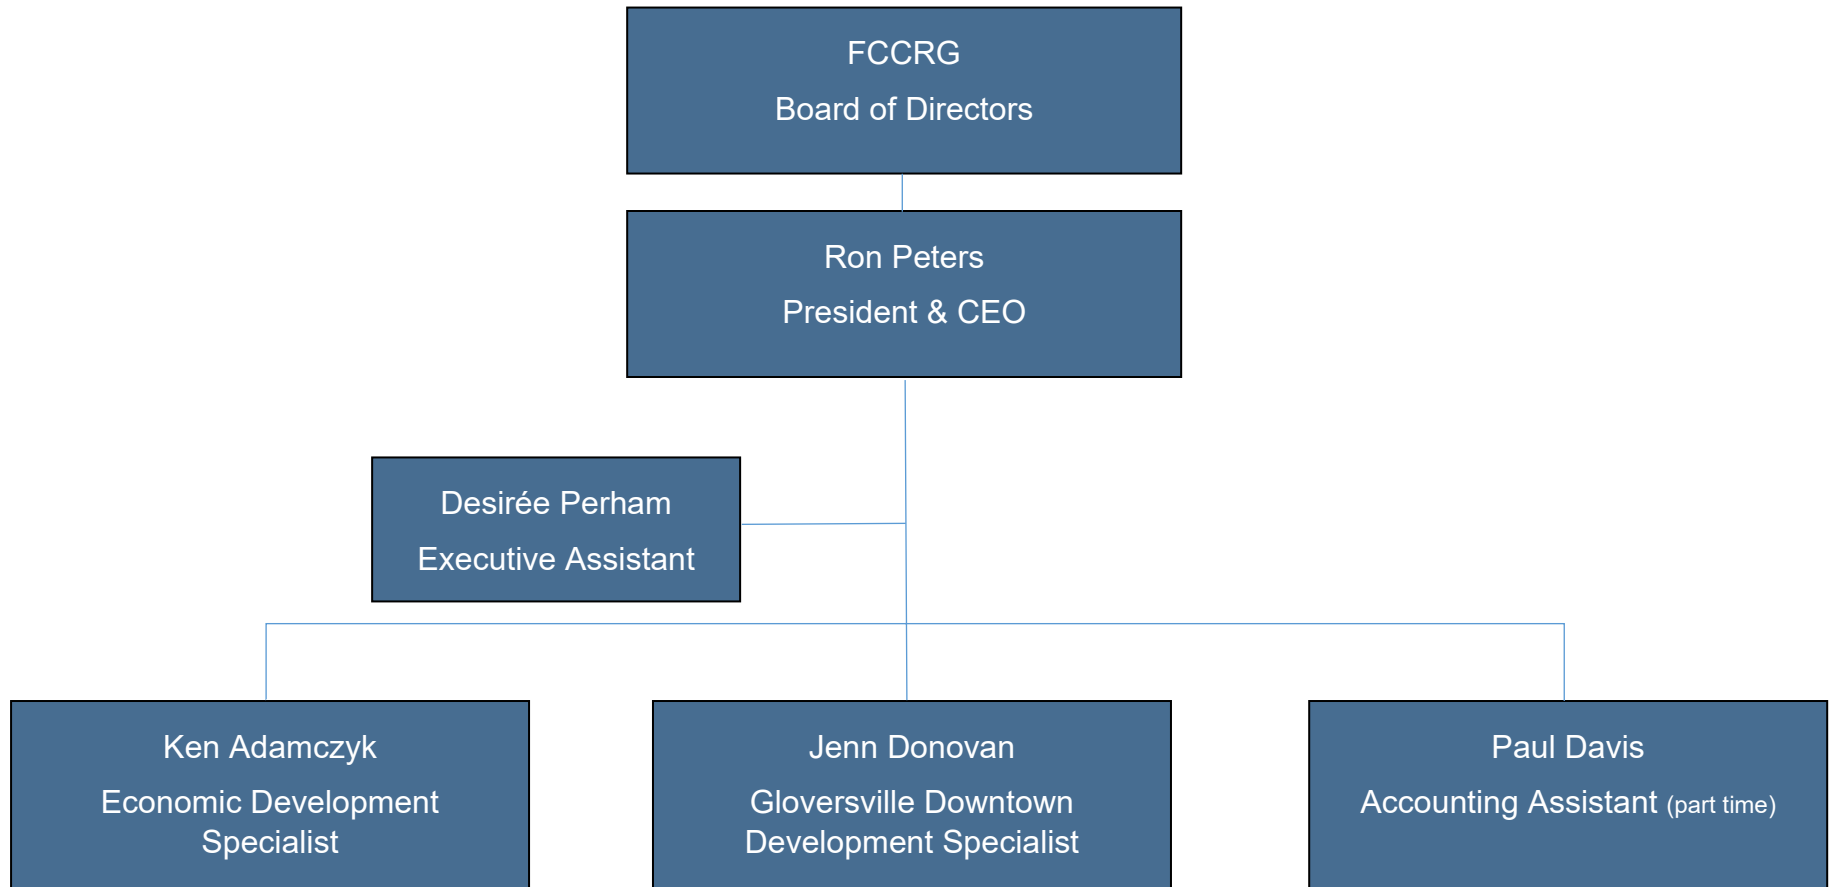 FCCRG
Board of Directors
Ron Peters
President & CEO
Desirée Perham
Executive Assistant
Ken Adamczyk
Economic Development
Specialist
Jenn Donovan
Gloversville Downtown
Development Specialist
Paul Davis
Accounting Assistant (part time)